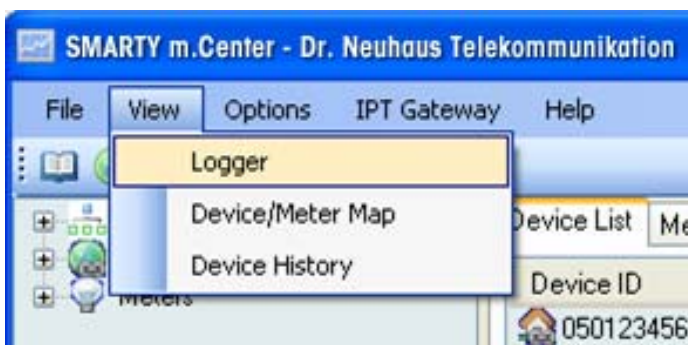 SMARTY m.Center - Dr. Neuhaus Telekommunikation
File View Options IPT Gateway Help
Logger
Device/Meter Map
Device History
Device List
Meters
Device ID
050123456